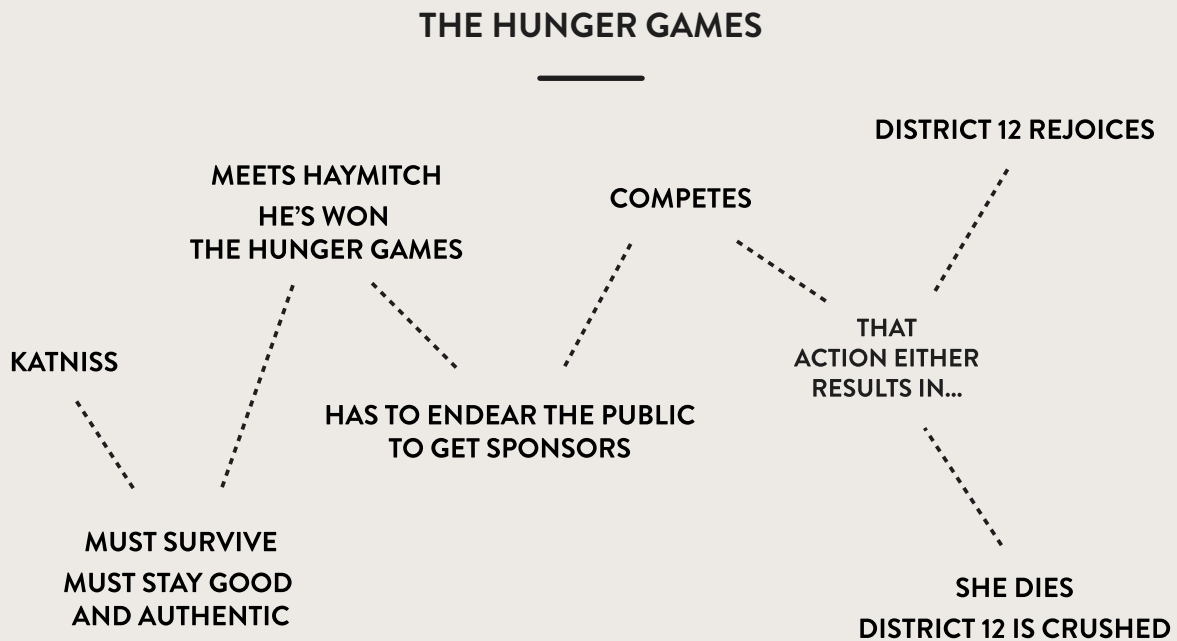 THE HUNGER GAMES
KATNISS
MUST SURVIVE
MUST STAY GOOD
AND AUTHENTIC
MEETS HAYMITCH
HE'S WON
THE HUNGER GAMES
HAS TO ENDEAR THE PUBLIC
TO GET SPONSORS
COMPETES
THAT
ACTION EITHER
RESULTS IN...
DISTRICT 12 REJOICES
SHE DIES
DISTRICT 12 IS CRUSHED